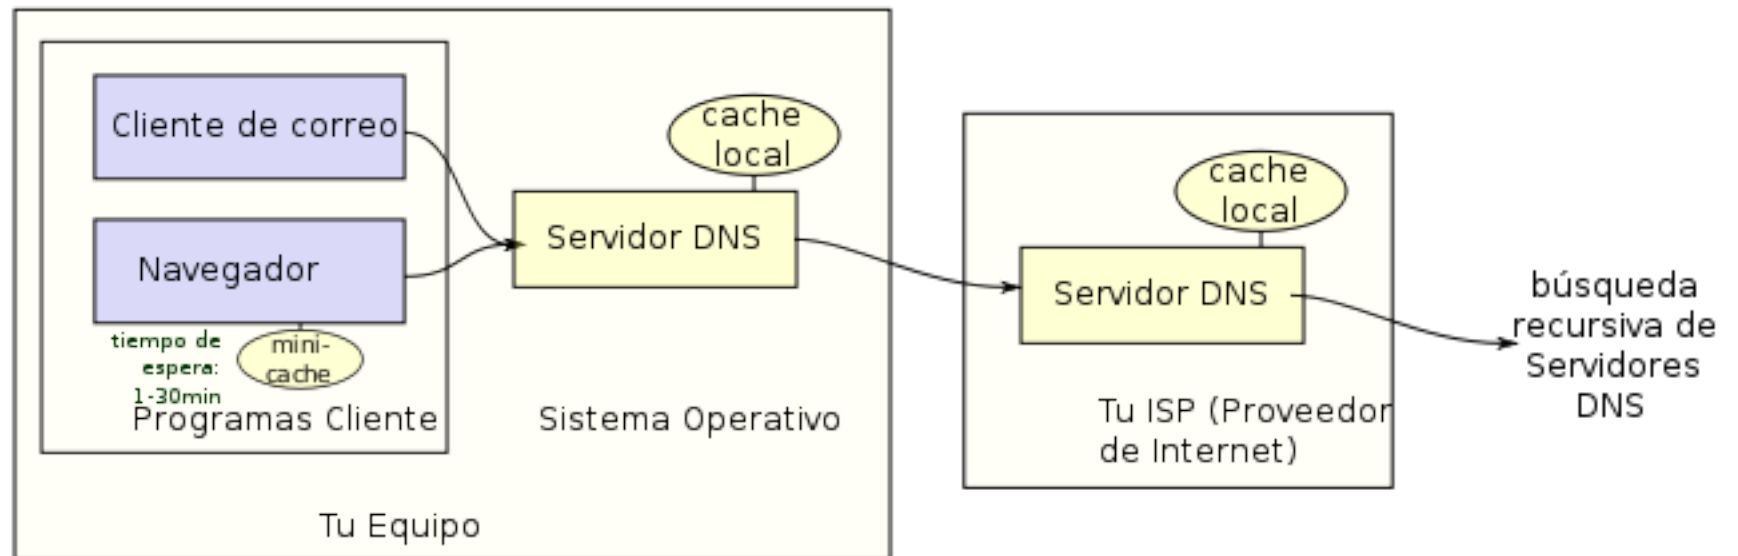 Cliente de correo
Navegador
tiempo de
espera:
1-30min
mini-
cache
Programas Cliente
cache
local
Servidor DNS
Sistema Operativo
Tu Equipo
cache
local
Servidor DNS
Tu ISP (Proveedor
de Internet)
búsqueda
recursiva de
Servidores
DNS